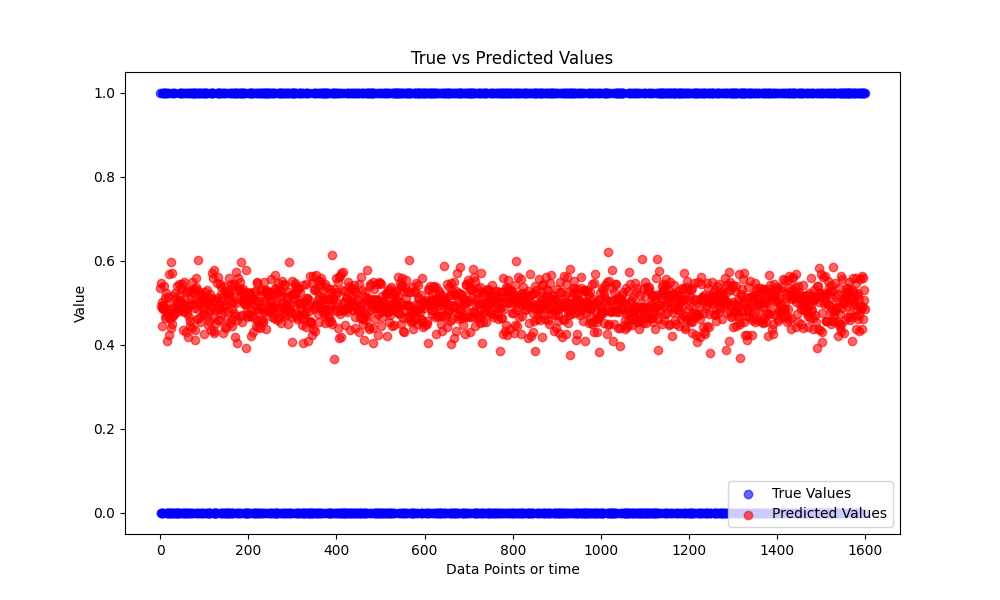 True vs Predicted Values
1.0
0.8
0.6
0.4
0.2
0.0
Value
True Values
Predicted Values
0 200 400 600 800 1000 1200 1400 1600
Data Points or time